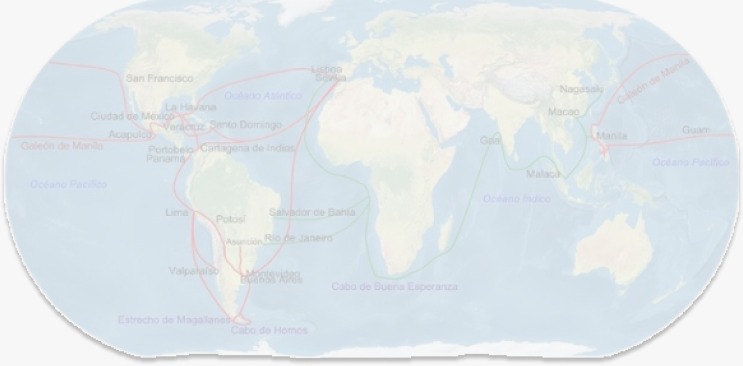 Lisboa
Sevilla
San Francisco
Nagasaki
Galeón de Manila
Océano Atlántico
La Havana
Ciudad de México
Macao
Veracruz
Santo Domingo
Acapulco
Manila
Guam
Goa
Galeón de Manila
Portobelo
Cartagena de Indias
Panamá
Océano Pacífico
Malaca
Océano Pacífico
Océano Índico
Lima
Potosí
Salvador de Bahía
Asunción
Río de Janeiro
Valparaíso
Montevideo
Buenos Aires
Cabo de Buena Esperanza
Estrecho de Magallanes
Cabo de Hornos